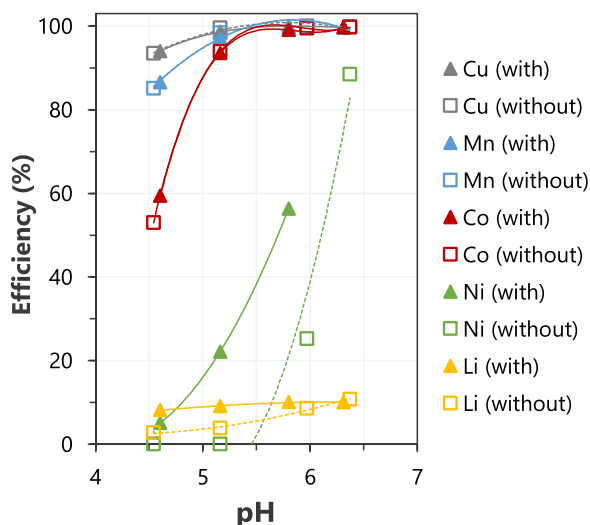 100
80
60
40
20
0
4
5
6
7
Efficiency (%)
pH
Cu (with)
Cu (without)
Mn (with)
Mn (without)
Co (with)
Co (without)
Ni (with)
Ni (without)
Li (with)
Li (without)